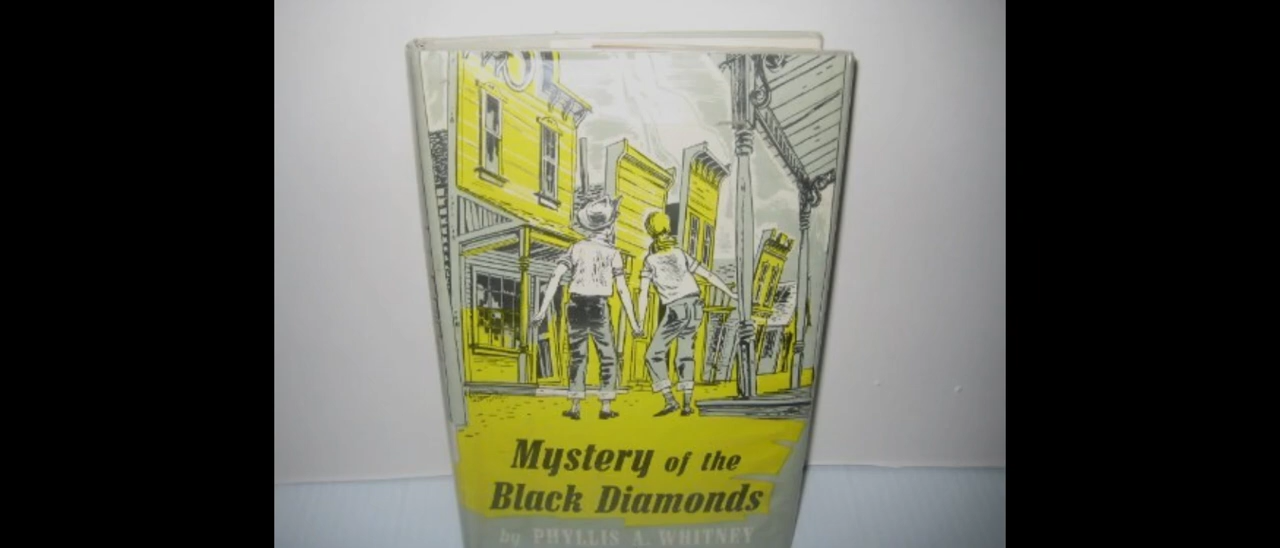 Mystery of the
Black Diamonds
by PHYLLIS A. WHITNEY